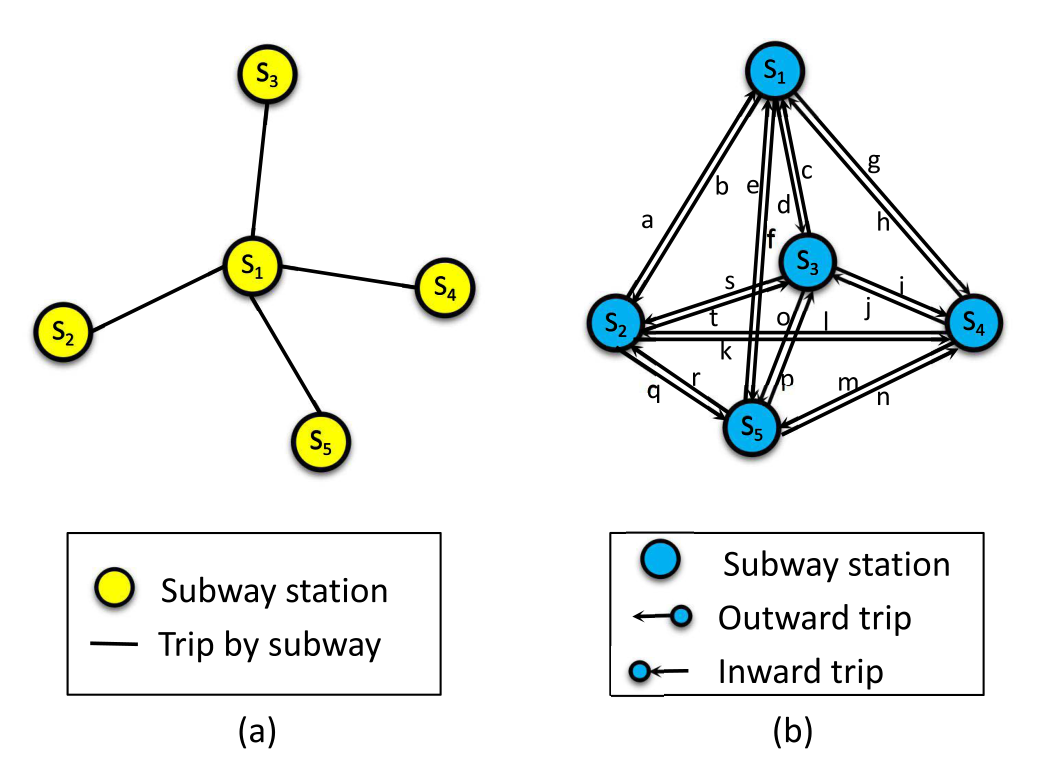 S3
S1
S4
S2
S5
Subway station
Trip by subway
(a)
S1
g
c
b
e
d
a
h
f
S3
s
i
j
S2
t
o
l
S4
k
r
p
m
q
n
S5
Subway station
Outward trip
Inward trip
(b)